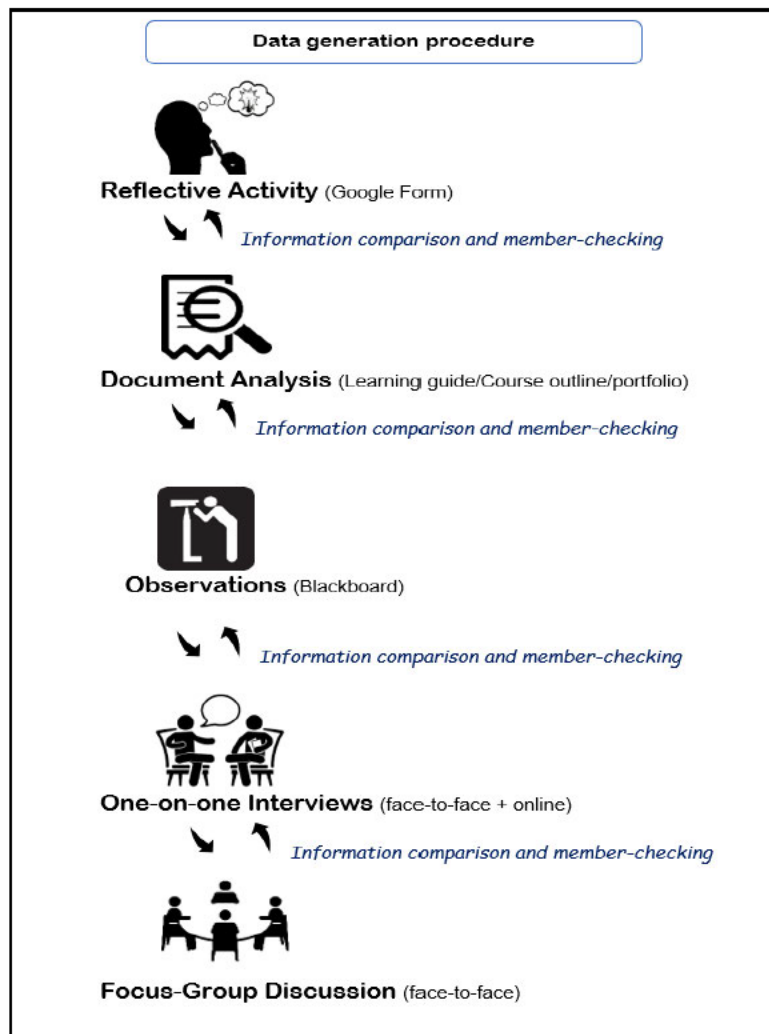 Data generation procedure
Reflective Activity (Google Form)
Information comparison and member-checking
Document Analysis (Learning guide/Course outline/portfolio)
Information comparison and member-checking
Observations (Blackboard)
Information comparison and member-checking
One-on-one Interviews (face-to-face + online)
Information comparison and member-checking
Focus-Group Discussion (face-to-face)